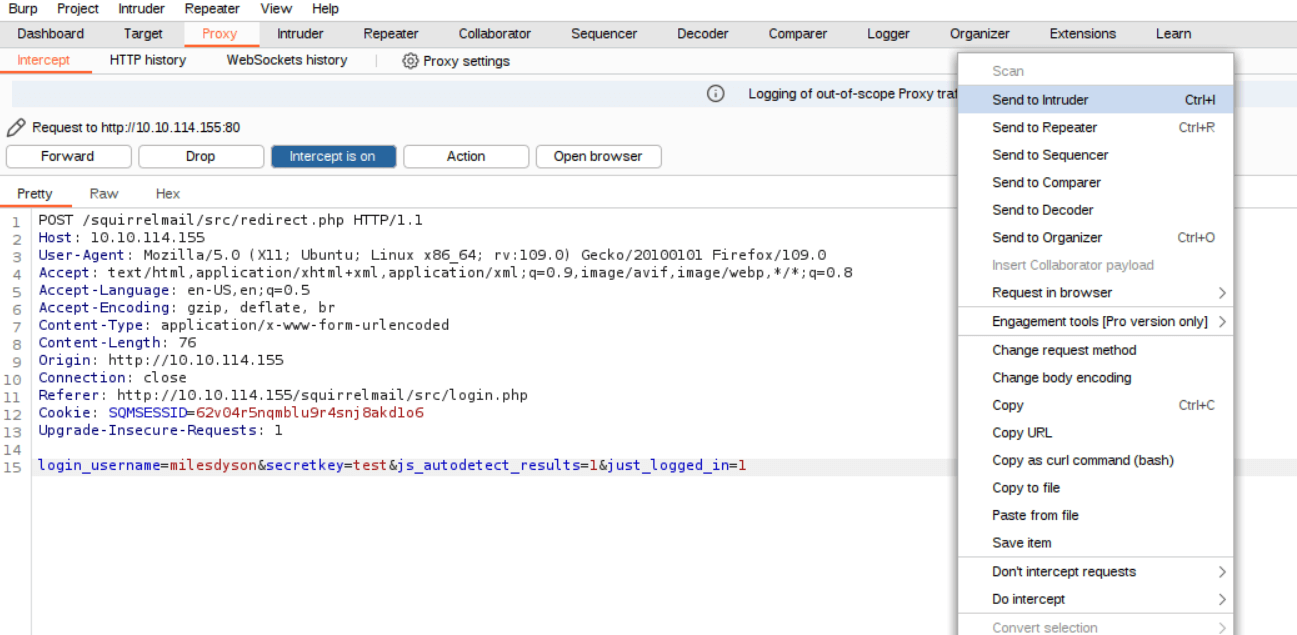 Burp Project Intruder Repeater View Help
Dashboard Target Proxy Intruder Repeater Collaborator Sequencer Decoder Comparer Logger Organizer Extensions Learn
Intercept HTTP history WebSockets history Proxy settings
Logging of out-of-scope Proxy traf
Request to http://10.10.114.155:80
Forward Drop Intercept is on Action Open browser
Pretty Raw Hex
1 POST /squirrelmail/src/redirect.php HTTP/1.1
2 Host: 10.10.114.155
3 User-Agent: Mozilla/5.0 (X11; Ubuntu; Linux x86_64; rv:109.0) Gecko/20100101 Firefox/109.0
4 Accept: text/html,application/xhtml+xml,application/xml;q=0.9,image/avif,image/webp,*/*;q=0.8
5 Accept-Language: en-US,en;q=0.5
6 Accept-Encoding: gzip, deflate, br
7 Content-Type: application/x-www-form-urlencoded
8 Content-Length: 76
9 Origin: http://10.10.114.155
10 Connection: close
11 Referer: http://10.10.114.155/squirrelmail/src/login.php
12 Cookie: SQMSESSID=62v04r5nqmblu9r4snj8akd1o6
13 Upgrade-Insecure-Requests: 1
14
15 login_username=milesdyson&secretkey=test&js_autodetect_results=1&just_logged_in=1
Scan
Send to Intruder Ctrl+I
Send to Repeater Ctrl+R
Send to Sequencer
Send to Comparer
Send to Decoder
Send to Organizer Ctrl+O
Insert Collaborator payload
Request in browser
Engagement tools [Pro version only]
Change request method
Change body encoding
Copy Ctrl+C
Copy URL
Copy as curl command (bash)
Copy to file
Paste from file
Save item
Don't intercept requests
Do intercept
Convert selection